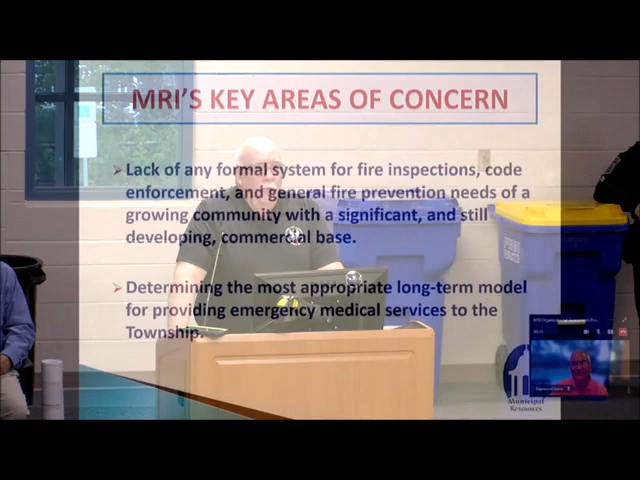 MRI'S KEY AREAS OF CONCERN
➢ Lack of any formal system for fire inspections, code
enforcement, and general fire prevention needs of a
growing community with a significant, and still
developing, commercial base.
➢ Determining the most appropriate long-term model
for providing emergency medical services to the
Township.
Municipal
Resources